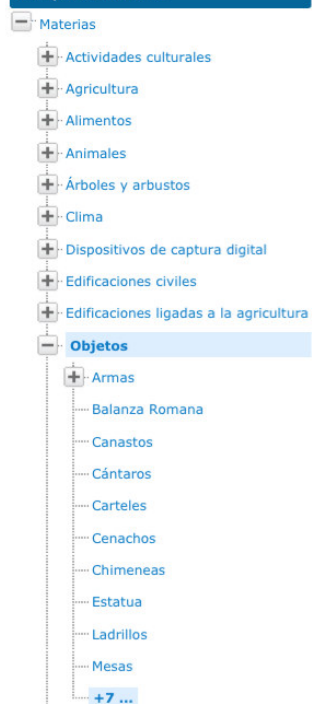 Materias
Actividades culturales
Agricultura
Alimentos
Animales
Árboles y arbustos
Clima
Dispositivos de captura digital
Edificaciones civiles
Edificaciones ligadas a la agricultura
Objetos
Armas
Balanza Romana
Canastos
Cántaros
Carteles
Cenachos
Chimeneas
Estatua
Ladrillos
Mesas
+7 ...